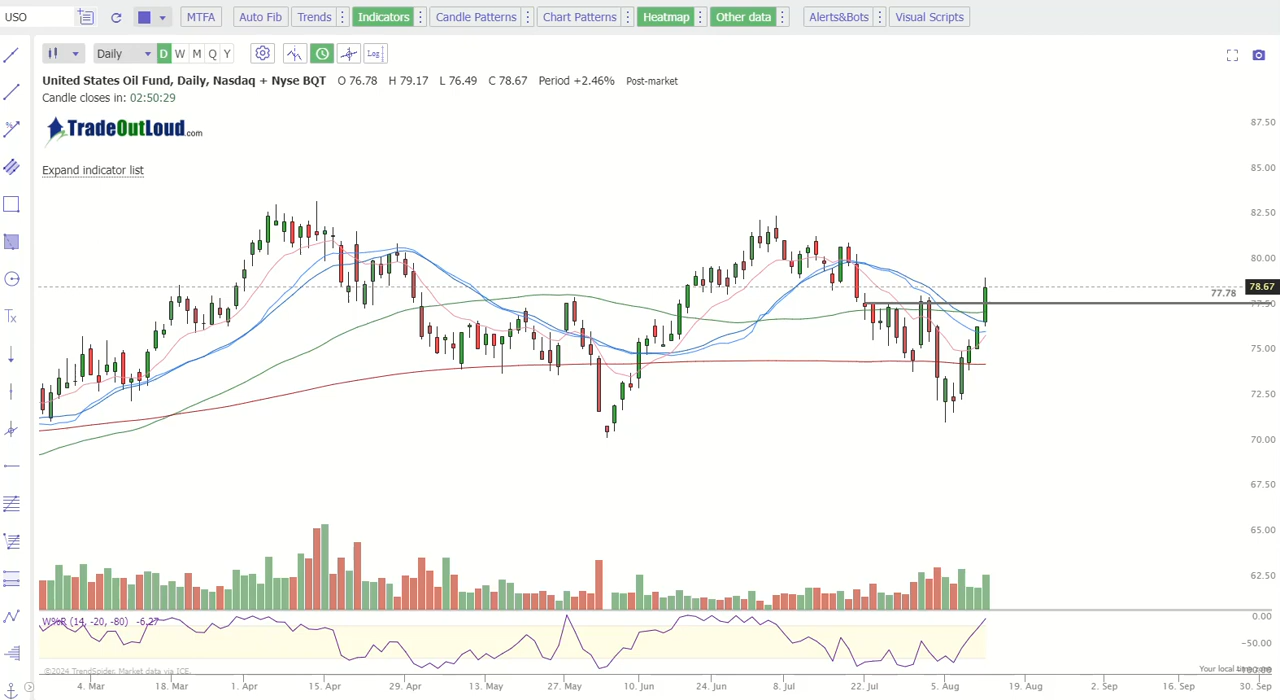 USO MTFA Auto Fib Trends Indicators Candle Patterns Chart Patterns Heatmap Other data Alerts&Bots Visual Scripts
Daily D W M Q Y Log
United States Oil Fund, Daily, Nasdaq + Nyse BQT O 76.78 H 79.17 L 76.49 C 78.67 Period +2.46% Post-market
Candle closes in: 02:50:29
TradeOutLoud.com
Expand indicator list
87.50
85.00
82.50
80.00
78.67
77.78
77.50
75.00
72.50
70.00
67.50
65.00
62.50
W%R (14, -20, -80) -6.27
0.00
-50.00
©2024 TrendSpider. Market data via ICE.
Your local time
-100.00
4. Mar 18. Mar 1. Apr 15. Apr 29. Apr 13. May 27. May 10. Jun 24. Jun 8. Jul 22. Jul 5. Aug 19. Aug 2. Sep 16. Sep 30. Sep
Tx